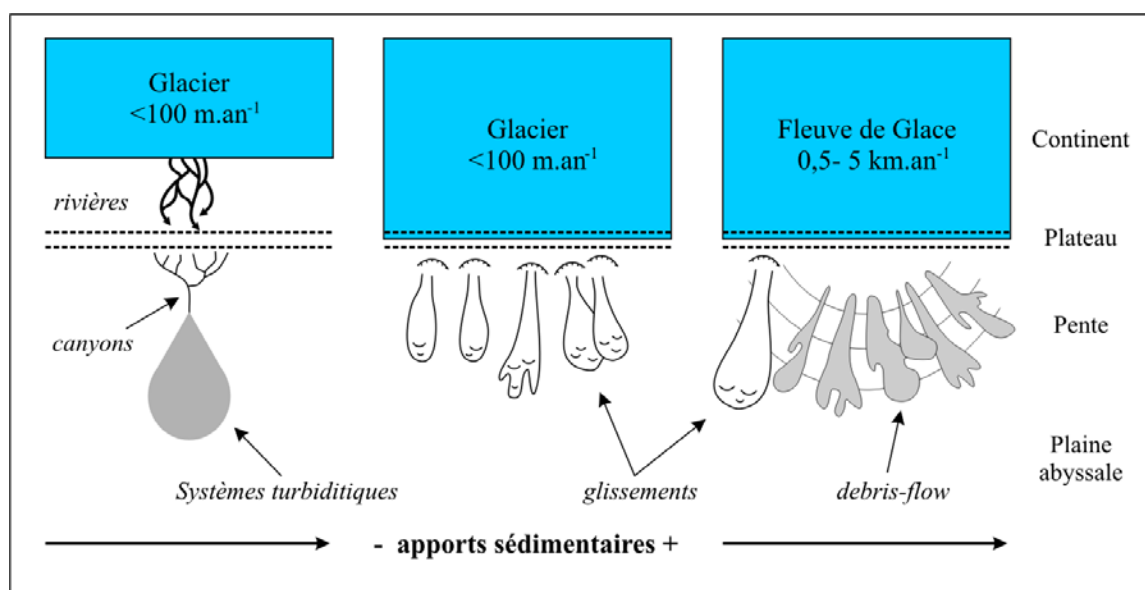 Glacier
<100 m.an⁻¹
Glacier
<100 m.an⁻¹
Fleuve de Glace
0,5- 5 km.an⁻¹
Continent
rivières
Plateau
canyons
Pente
Systèmes turbiditiques
glissements
debris-flow
Plaine
abyssale
- apports sédimentaires +